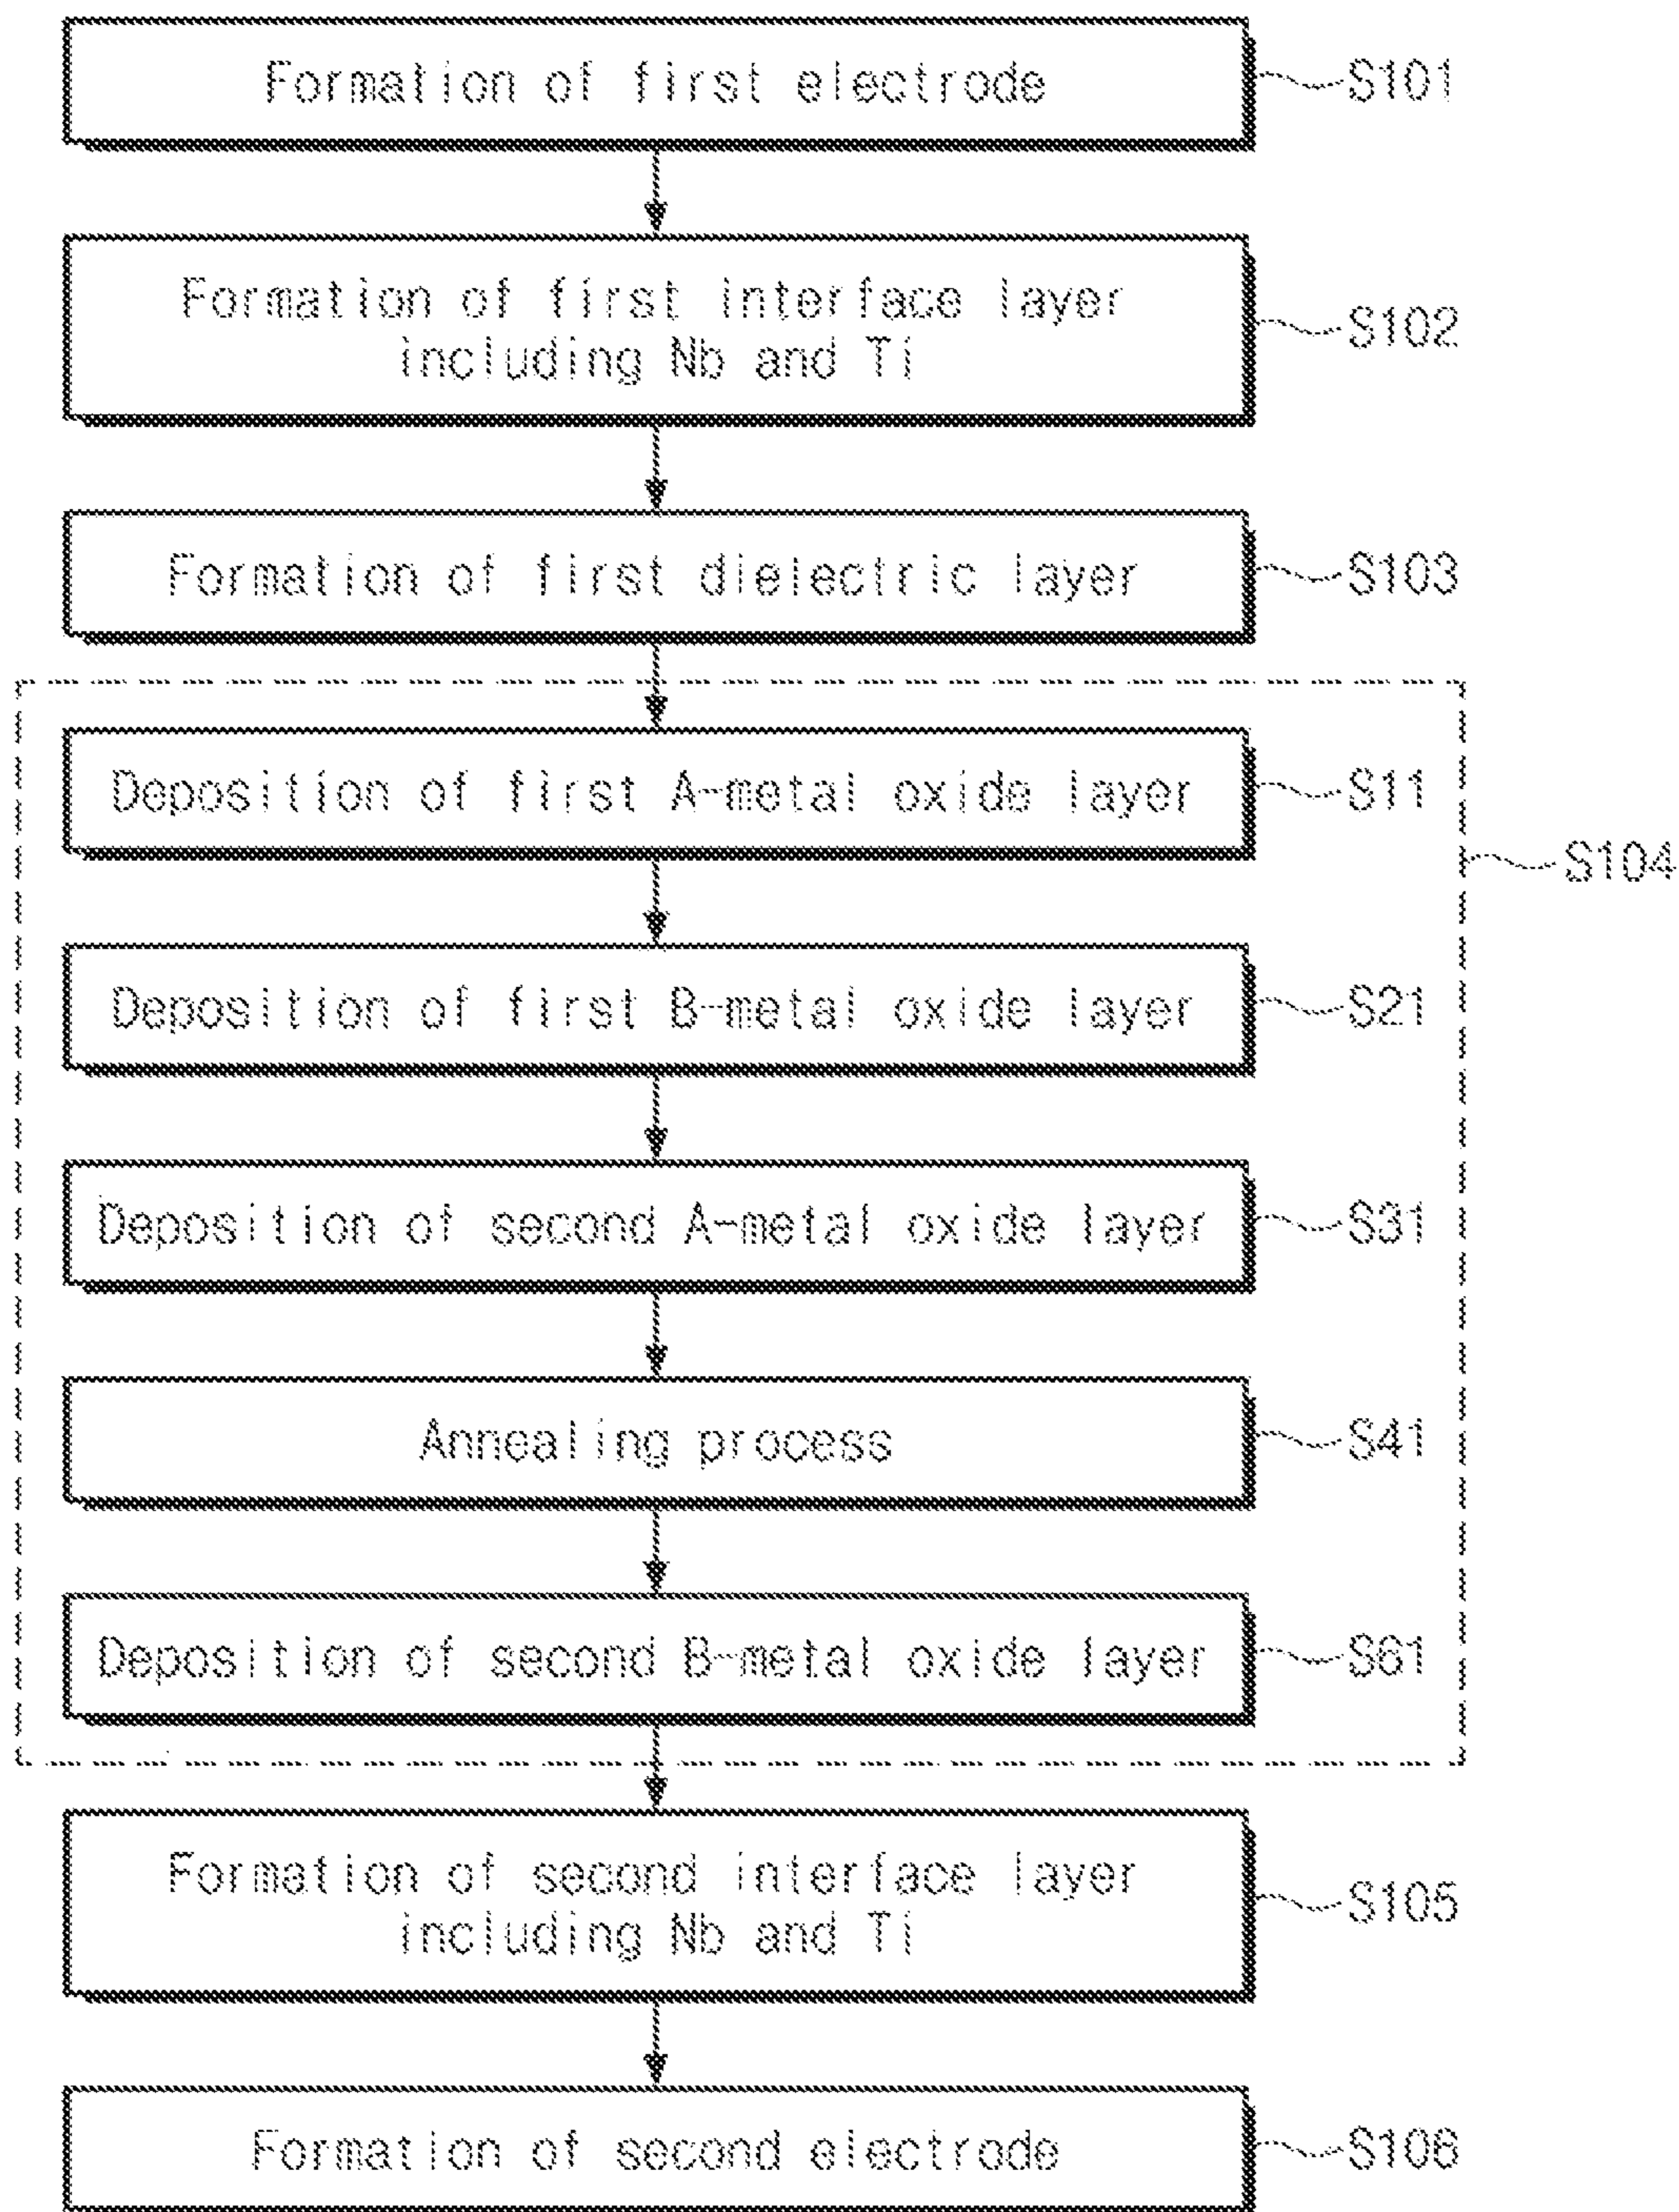 Formation of first electrode
S101
Formation of first interface layer
including Nb and Ti
S102
Formation of first dielectric layer
S103
Deposition of first A-metal oxide layer
S11
S104
Deposition of first B-metal oxide layer
S21
Deposition of second A-metal oxide layer
S31
Annealing process
S41
Deposition of second B-metal oxide layer
S61
Formation of second interface layer
including Nb and Ti
S105
Formation of second electrode
S106